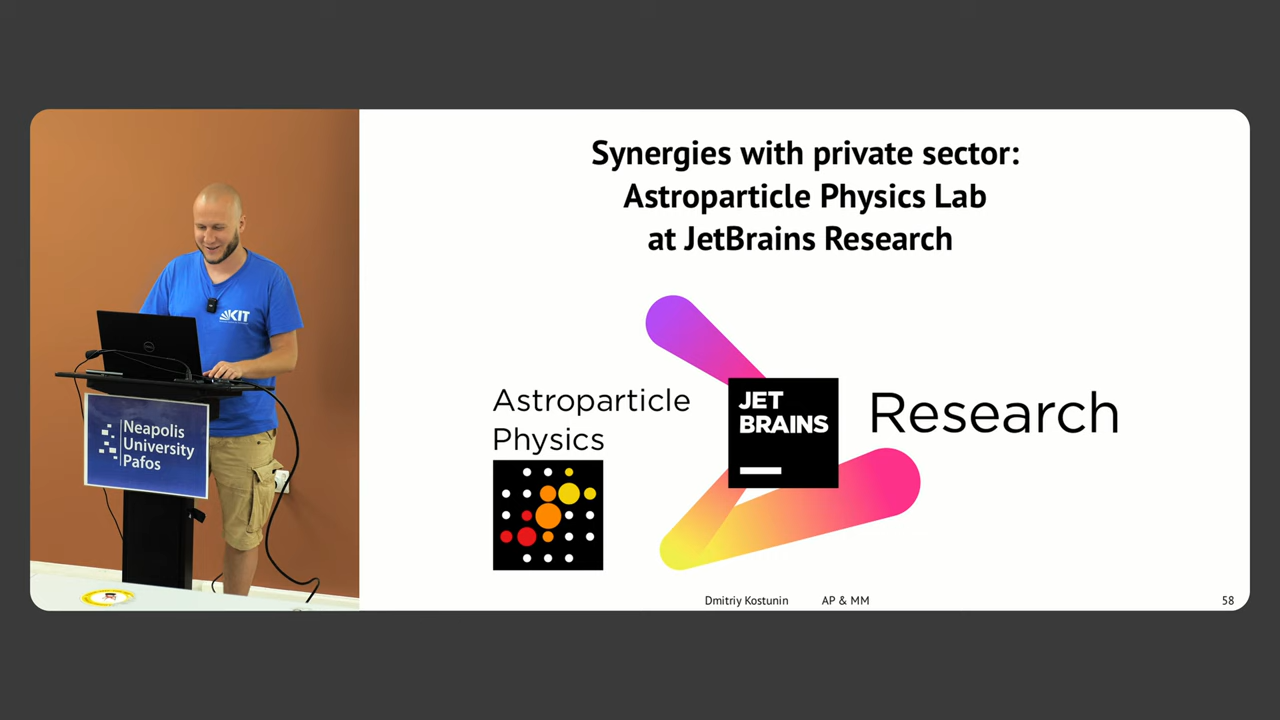 Synergies with private sector:
Astroparticle Physics Lab
at JetBrains Research
Astroparticle
Physics
JET
BRAINS
Research
KIT
DELL
Neapolis
University
Pafos
Dmitriy Kostunin AP & MM
58